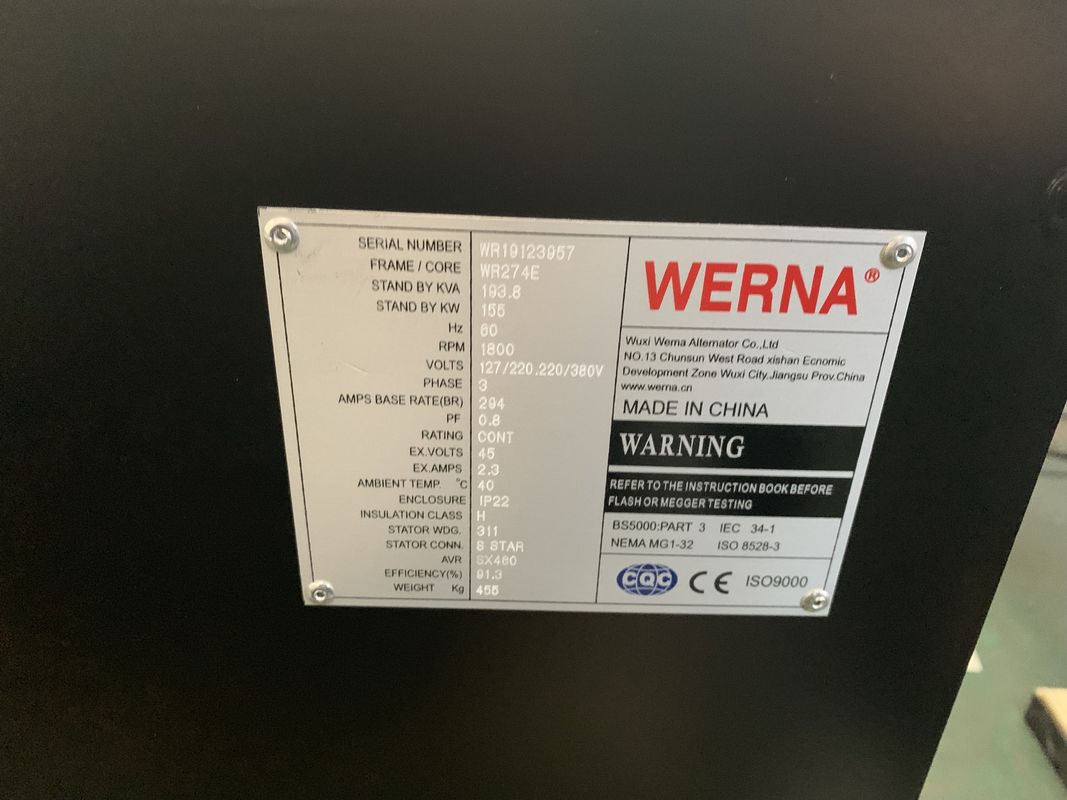 SERIAL NUMBER WR19123957
FRAME / CORE WR274E
STAND BY KVA 193.8
STAND BY KW 155
Hz 60
RPM 1800
VOLTS 127/220.220/380V
PHASE 3
AMPS BASE RATE(BR) 294
PF 0.8
RATING CONT
EX.VOLTS 45
EX.AMPS 2.3
AMBIENT TEMP. °C 40
ENCLOSURE IP22
INSULATION CLASS H
STATOR WDG. 311
STATOR CONN. S STAR
AVR SX460
EFFICIENCY(%) 91.3
WEIGHT Kg 455
WERNA®
Wuxi Werna Alternator Co.,Ltd
NO.13 Chunsun West Road xishan Ecnomic
Development Zone Wuxi City.Jiangsu Prov.China
www.werna.cn
MADE IN CHINA
WARNING
REFER TO THE INSTRUCTION BOOK BEFORE
FLASH OR MEGGER TESTING
BS5000:PART 3 IEC 34-1
NEMA MG1-32 ISO 8528-3
CQC CE ISO9000